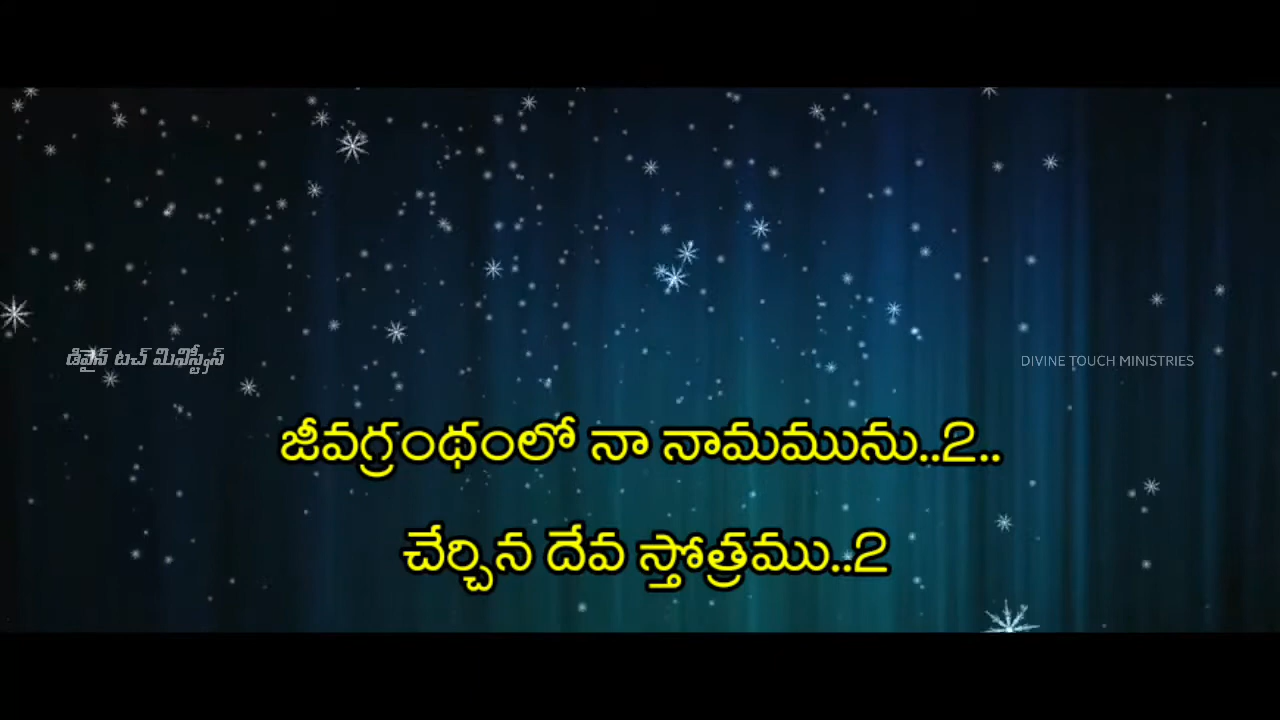 డివైన్ టచ్ మినిస్ట్రీస్
DIVINE TOUCH MINISTRIES
జీవగ్రంథంలో నా నామమును..2..
చేర్చిన దేవ స్తోత్రము..2